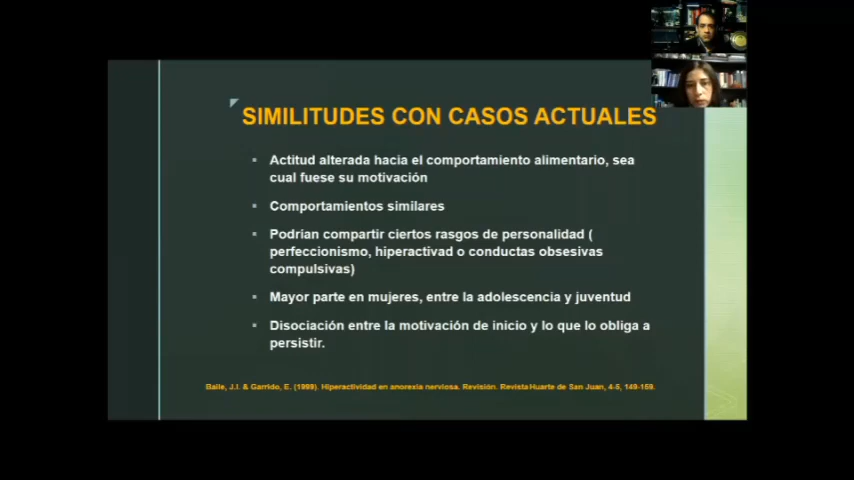 SIMILITUDES CON CASOS ACTUALES
▪ Actitud alterada hacia el comportamiento alimentario, sea
cual fuese su motivación
▪ Comportamientos similares
▪ Podrían compartir ciertos rasgos de personalidad (
perfeccionismo, hiperactivad o conductas obsesivas
compulsivas)
▪ Mayor parte en mujeres, entre la adolescencia y juventud
▪ Disociación entre la motivación de inicio y lo que lo obliga a
persistir.
Baile, J.I. & Garrido, E. (1999). Hiperactividad en anorexia nerviosa. Revisión. Revista Huarte de San Juan, 4-5, 149-159.